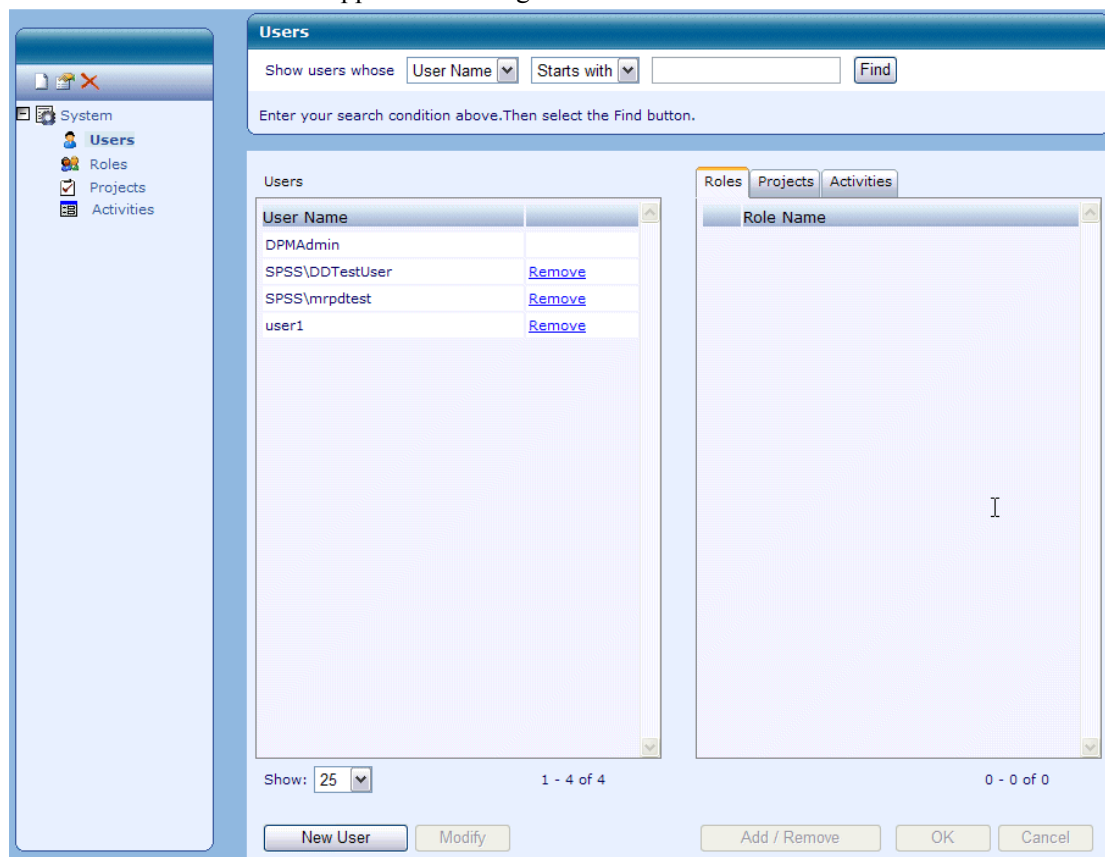 Users
Show users whose User Name Starts with Find
Enter your search condition above.Then select the Find button.
System
Users
Roles
Projects
Activities
Users
User Name
DPMAdmin
SPSS\DDTestUser Remove
SPSS\mrpdtest Remove
user1 Remove
Show: 25 1 - 4 of 4
New User Modify
Roles Projects Activities
Role Name
0 - 0 of 0
Add / Remove OK Cancel